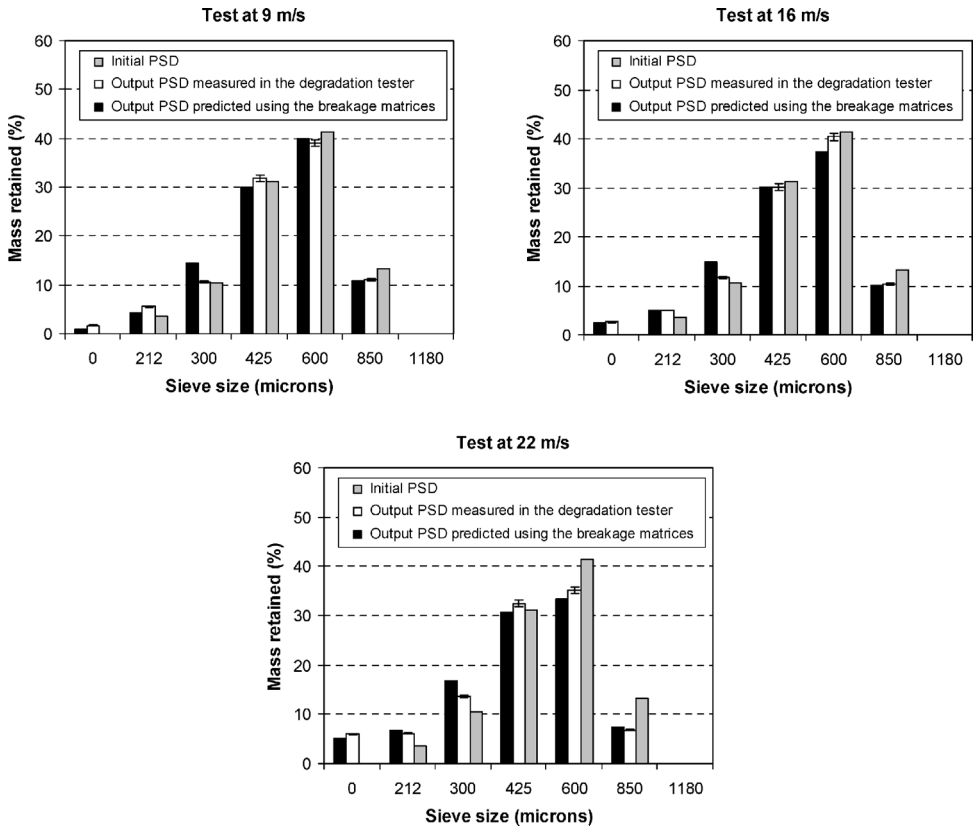 Test at 9 m/s
60
50
40
30
20
10
0
Mass retained (%)
Initial PSD
Output PSD measured in the degradation tester
Output PSD predicted using the breakage matrices
0 212 300 425 600 850 1180
Sieve size (microns)
Test at 16 m/s
60
50
40
30
20
10
0
Mass retained (%)
Initial PSD
Output PSD measured in the degradation tester
Output PSD predicted using the breakage matrices
0 212 300 425 600 850 1180
Sieve size (microns)
Test at 22 m/s
60
50
40
30
20
10
0
Mass retained (%)
Initial PSD
Output PSD measured in the degradation tester
Output PSD predicted using the breakage matrices
0 212 300 425 600 850 1180
Sieve size (microns)